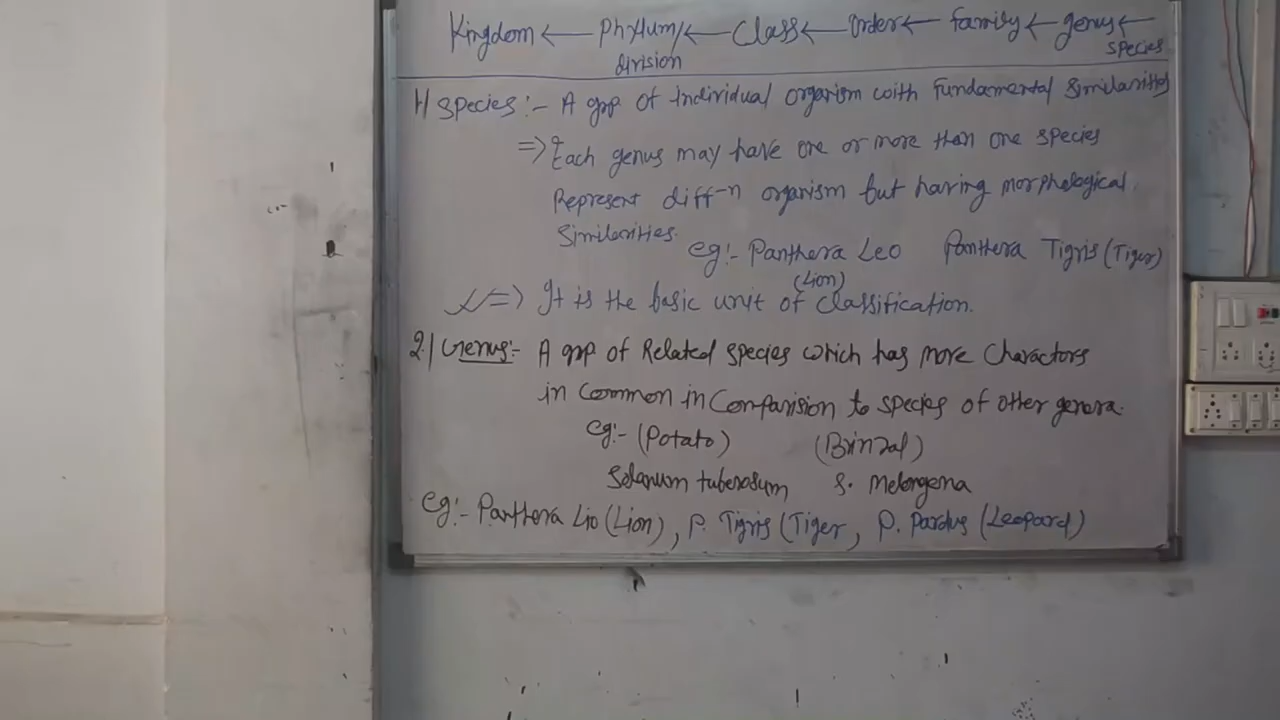 Kingdom ← Phylum/ ← Class ← Order ← Family ← genus ←
division species
1/ Species:- A grp of Individual organism with Fundamental Similarities
=> Each genus may have one or more than one species
Represent diff-n organism but having morphological
Similarities.
eg:- Panthera Leo Panthera Tigris (Tiger)
(Lion)
=> It is the basic unit of classification.
2/ Genus:- A grp of Related species which has more Charactors
in Common in Comparision to species of other genera.
eg:- (Potato) (Brinjal)
Solanum tuberosum S. Melongena
eg:- Panthera Lio (Lion), P. Tigris (Tiger, P. Pardus (Leopard)